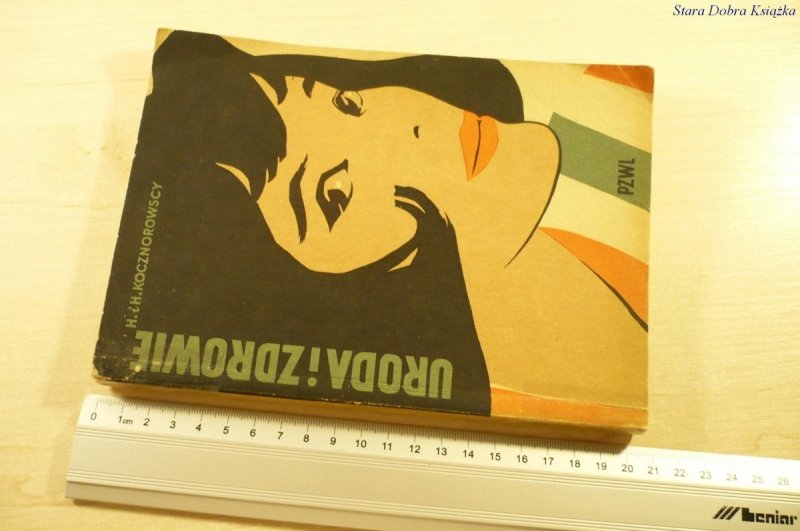 Stara Dobra Książka
H. i H. KOCZNOROWSCY
URODA i ZDROWIE
PZWL
0 1cm 2 3 4 5 6 7 8 9 10 11 12 13 14 15 16 17 18 19 20 21 22 23 24 25 26
Leniar